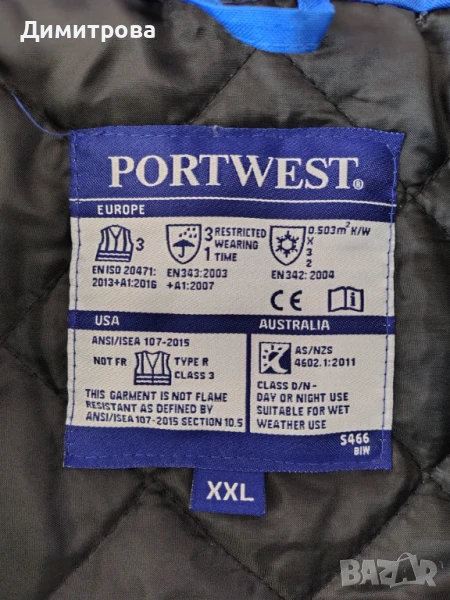 Димитрова
PORTWEST®
EUROPE
3
EN ISO 20471:
2013+A1:2016
3 RESTRICTED
WEARING
1 TIME
EN343:2003
+A1:2007
0.503m² K/W
X
3
2
EN342: 2004
CE
i
USA
ANSI/ISEA 107-2015
NOT FR
TYPE R
CLASS 3
THIS GARMENT IS NOT FLAME
RESISTANT AS DEFINED BY
ANSI/ISEA 107-2015 SECTION 10.5
AUSTRALIA
AS/NZS
4602.1:2011
CLASS D/N-
DAY OR NIGHT USE
SUITABLE FOR WET
WEATHER USE
S466
BIW
XXL
BAZAR